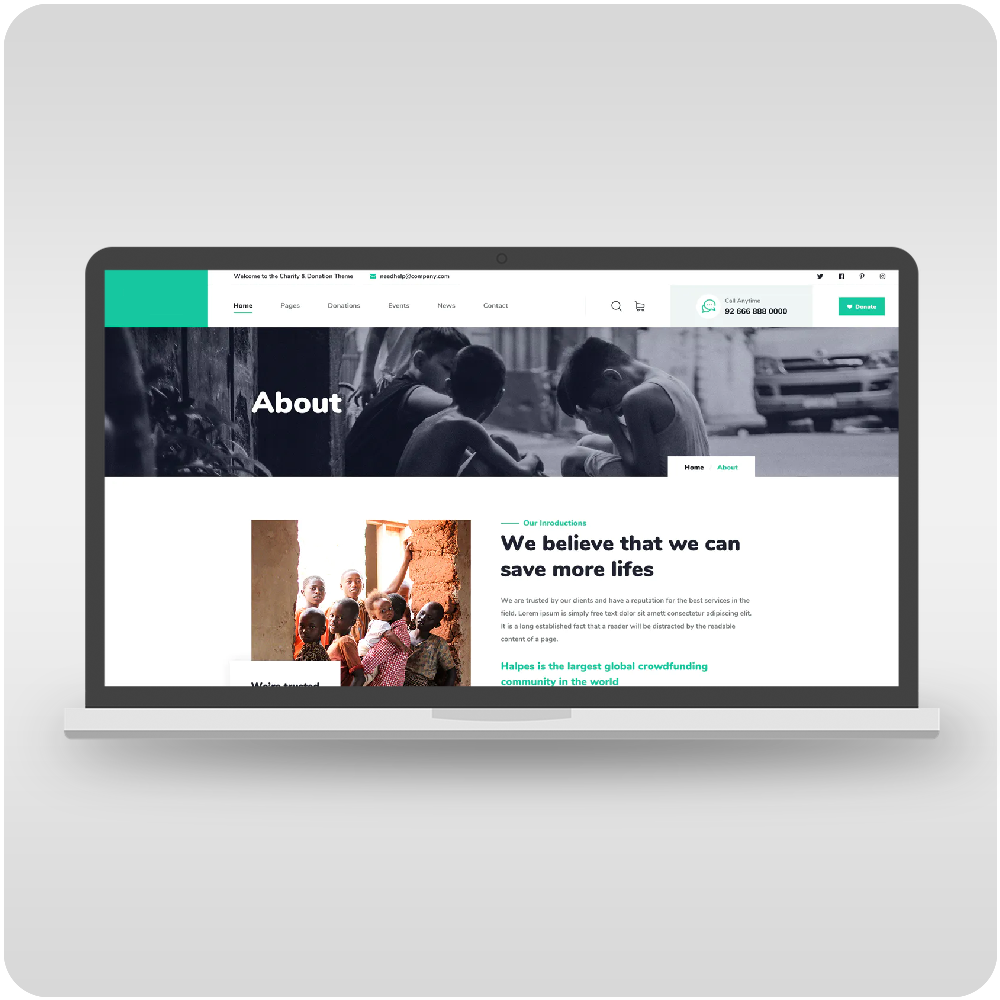 Welcome to the Charity & Donation Theme
needhelp@company.com
Home Pages Donations Events News Contact
Call Anytime
92 666 888 0000
Donate
About
Home About
Our Inroductions
We believe that we can
save more lifes
We are trusted by our clients and have a reputation for the best services in the
field. Lorem ipsum is simply free text dolor sit amett consectetur adipiscing elit.
It is a long established fact that a reader will be distracted by the readable
content of a page.
Halpes is the largest global crowdfunding
community in the world
We're trusted